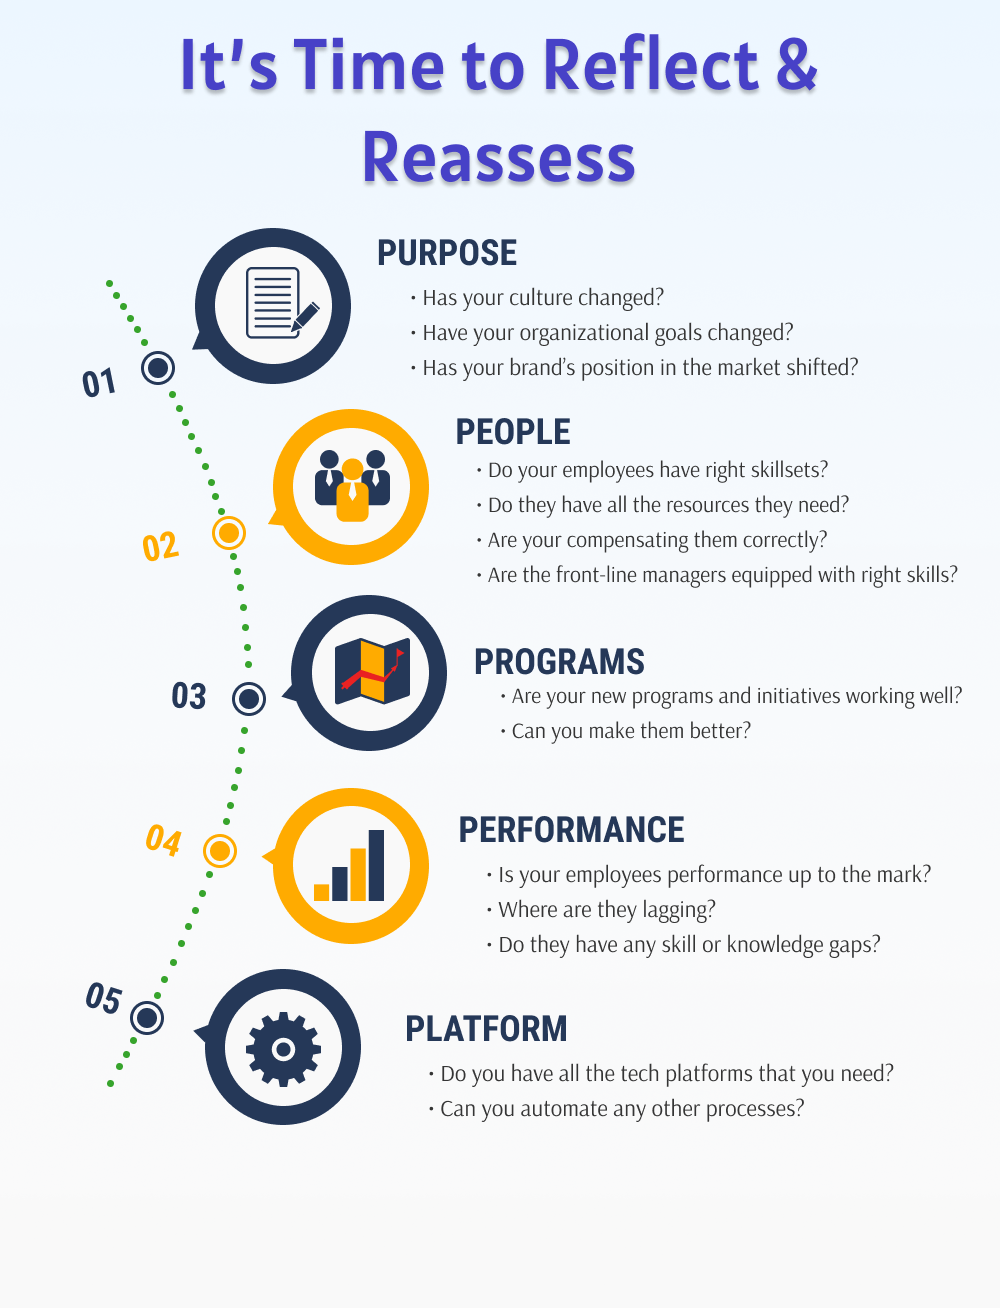 It's Time to Reflect &
Reassess
PURPOSE
• Has your culture changed?
• Have your organizational goals changed?
• Has your brand’s position in the market shifted?
01
PEOPLE
• Do your employees have right skillsets?
• Do they have all the resources they need?
• Are your compensating them correctly?
• Are the front-line managers equipped with right skills?
02
PROGRAMS
• Are your new programs and initiatives working well?
• Can you make them better?
03
PERFORMANCE
• Is your employees performance up to the mark?
• Where are they lagging?
• Do they have any skill or knowledge gaps?
04
PLATFORM
• Do you have all the tech platforms that you need?
• Can you automate any other processes?
05